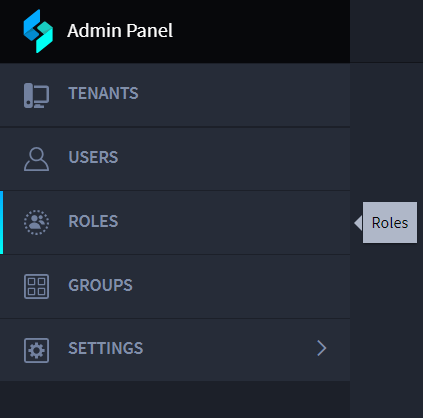 Admin Panel
TENANTS
USERS
ROLES
Roles
GROUPS
SETTINGS